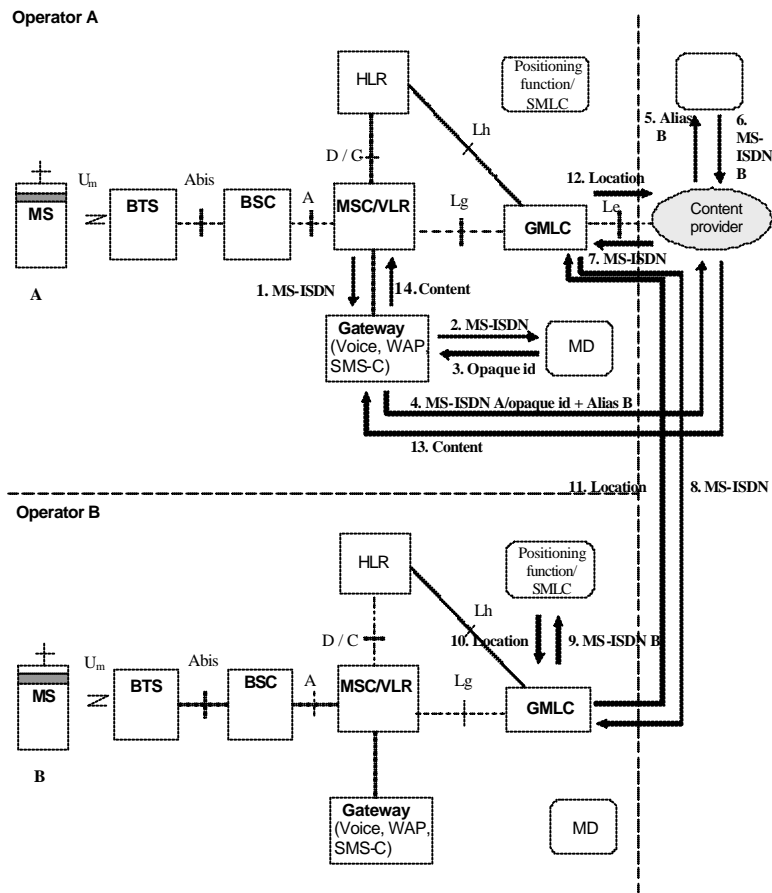 Operator A
HLR
Positioning
function/
SMLC
5. Alias
B
6.
MS-
ISDN
B
Lh
D / C
12. Location
Um
Abis
A
Lg
Le
MS
BTS
BSC
MSC/VLR
GMLC
Content
provider
7. MS-ISDN
A
1. MS-ISDN
14. Content
Gateway
(Voice, WAP,
SMS-C)
2. MS-ISDN
3. Opaque id
MD
4. MS-ISDN A/opaque id + Alias B
13. Content
11. Location
8. MS-ISDN
Operator B
HLR
Positioning
function/
SMLC
Lh
D / C
10. Location
9. MS-ISDN B
Um
Abis
A
Lg
MS
BTS
BSC
MSC/VLR
GMLC
B
Gateway
(Voice, WAP,
SMS-C)
MD